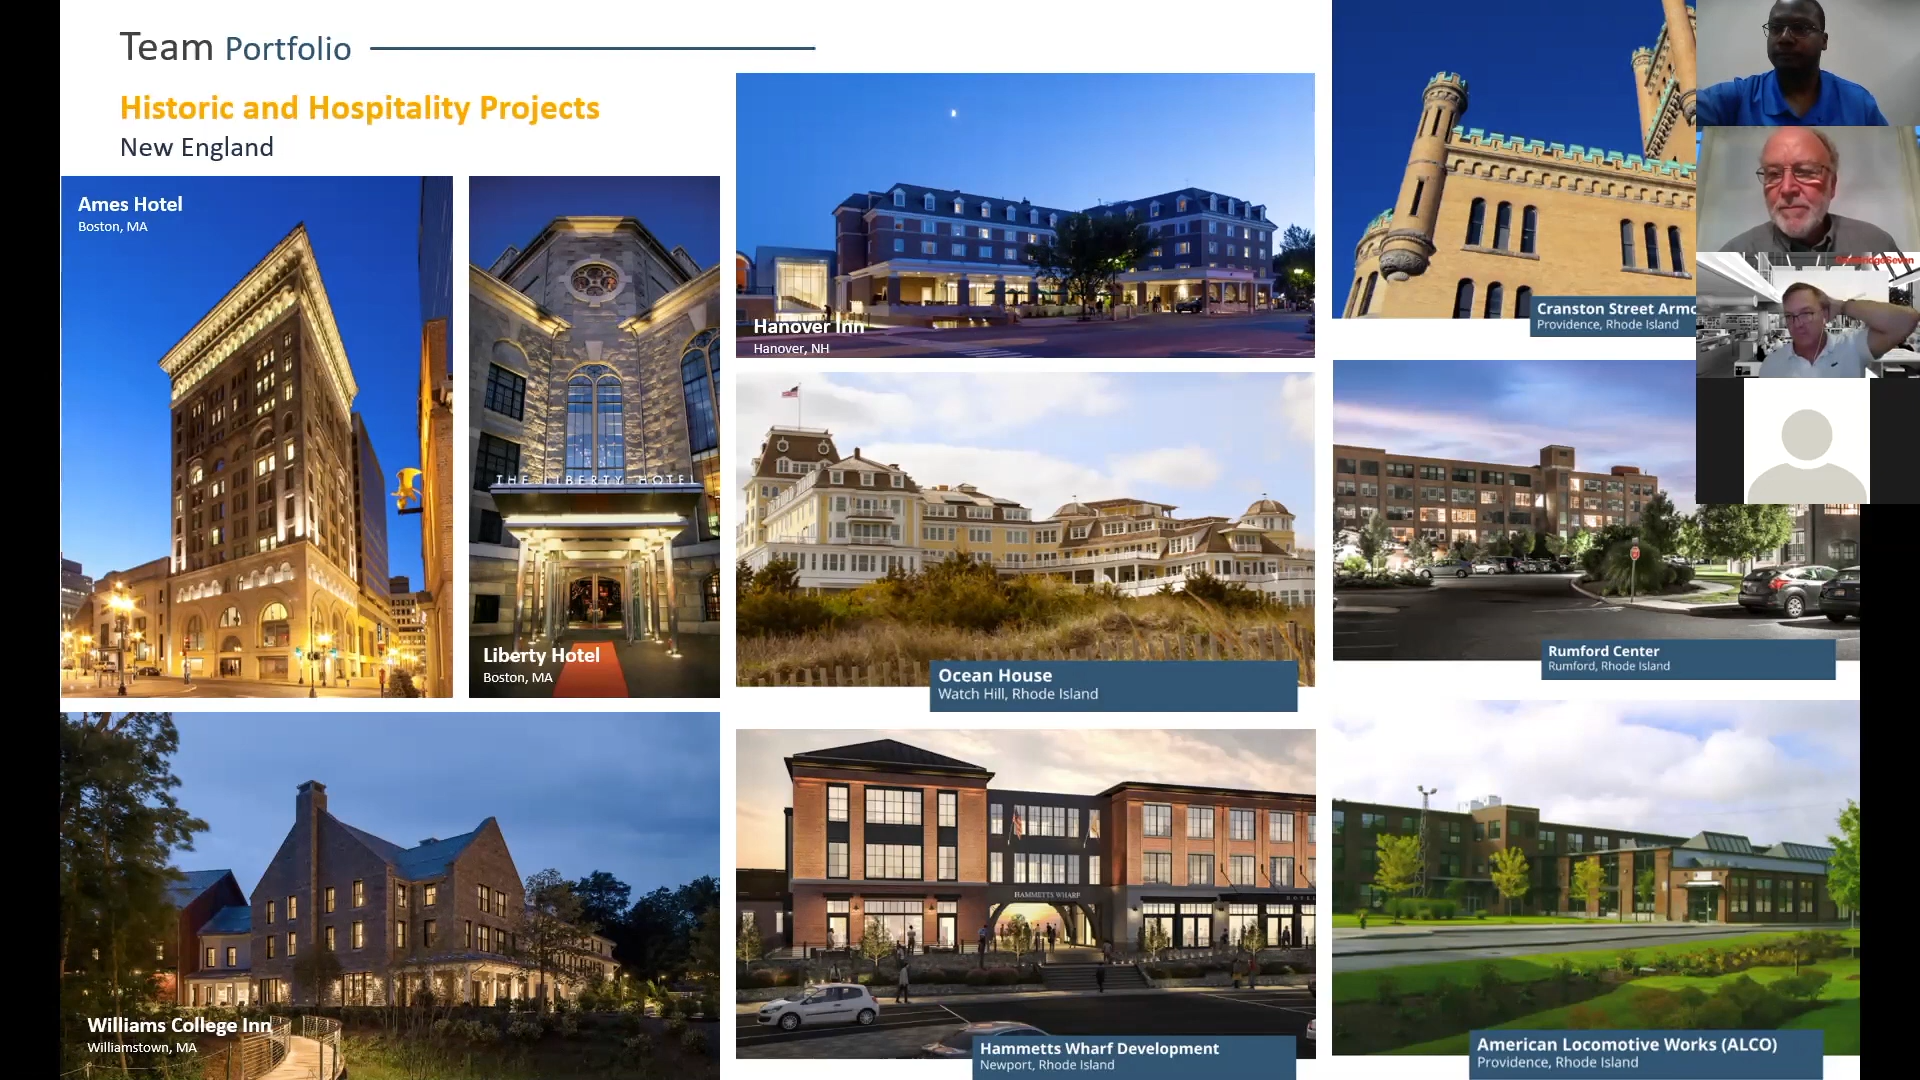 Team Portfolio
Historic and Hospitality Projects
New England
Ames Hotel
Boston, MA
THE LIBERTY HOTEL
Liberty Hotel
Boston, MA
Hanover Inn
Hanover, NH
Cranston Street Armo
Providence, Rhode Island
Ocean House
Watch Hill, Rhode Island
Rumford Center
Rumford, Rhode Island
Williams College Inn
Williamstown, MA
HAMMETTS WHARF
Hammetts Wharf Development
Newport, Rhode Island
American Locomotive Works (ALCO)
Providence, Rhode Island